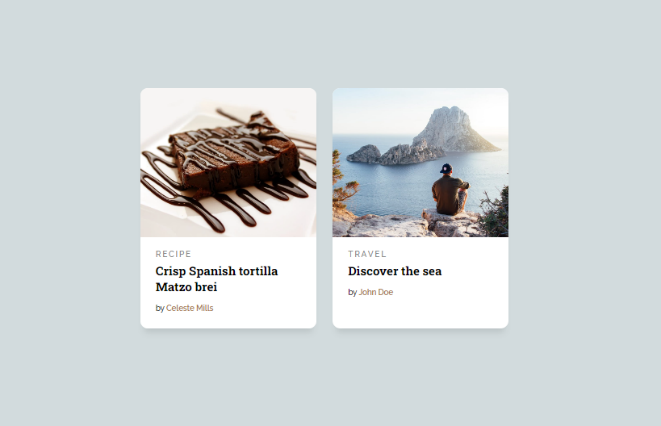 RECIPE
Crisp Spanish tortilla
Matzo brei
by Celeste Mills
TRAVEL
Discover the sea
by John Doe